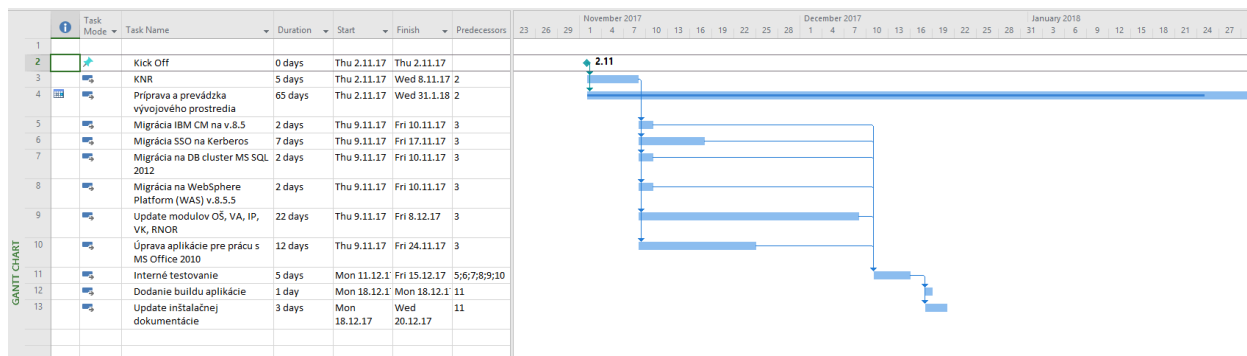 November 2017 December 2017 January 2018
Task Mode Task Name Duration Start Finish Predecessors 23 26 29 1 4 7 10 13 16 19 22 25 28 1 4 7 10 13 16 19 22 25 28 31 3 6 9 12 15 18 21 24 27
1
2 Kick Off 0 days Thu 2.11.17 Thu 2.11.17 2.11
3 KNR 5 days Thu 2.11.17 Wed 8.11.17 2
4 Príprava a prevádzka 65 days Thu 2.11.17 Wed 31.1.18 2
vývojového prostredia
5 Migrácia IBM CM na v.8.5 2 days Thu 9.11.17 Fri 10.11.17 3
6 Migrácia SSO na Kerberos 7 days Thu 9.11.17 Fri 17.11.17 3
7 Migrácia na DB cluster MS SQL 2 days Thu 9.11.17 Fri 10.11.17 3
2012
8 Migrácia na WebSphere 2 days Thu 9.11.17 Fri 10.11.17 3
Platform (WAS) v.8.5.5
9 Update modulov OŠ, VA, IP, 22 days Thu 9.11.17 Fri 8.12.17 3
VK, RNOR
10 Úprava aplikácie pre prácu s 12 days Thu 9.11.17 Fri 24.11.17 3
MS Office 2010
11 Interné testovanie 5 days Mon 11.12.1 Fri 15.12.17 5;6;7;8;9;10
12 Dodanie buildu aplikácie 1 day Mon 18.12.1 Mon 18.12.1 11
13 Update inštalačnej 3 days Mon Wed 11
dokumentácie 18.12.17 20.12.17
GANTT CHART